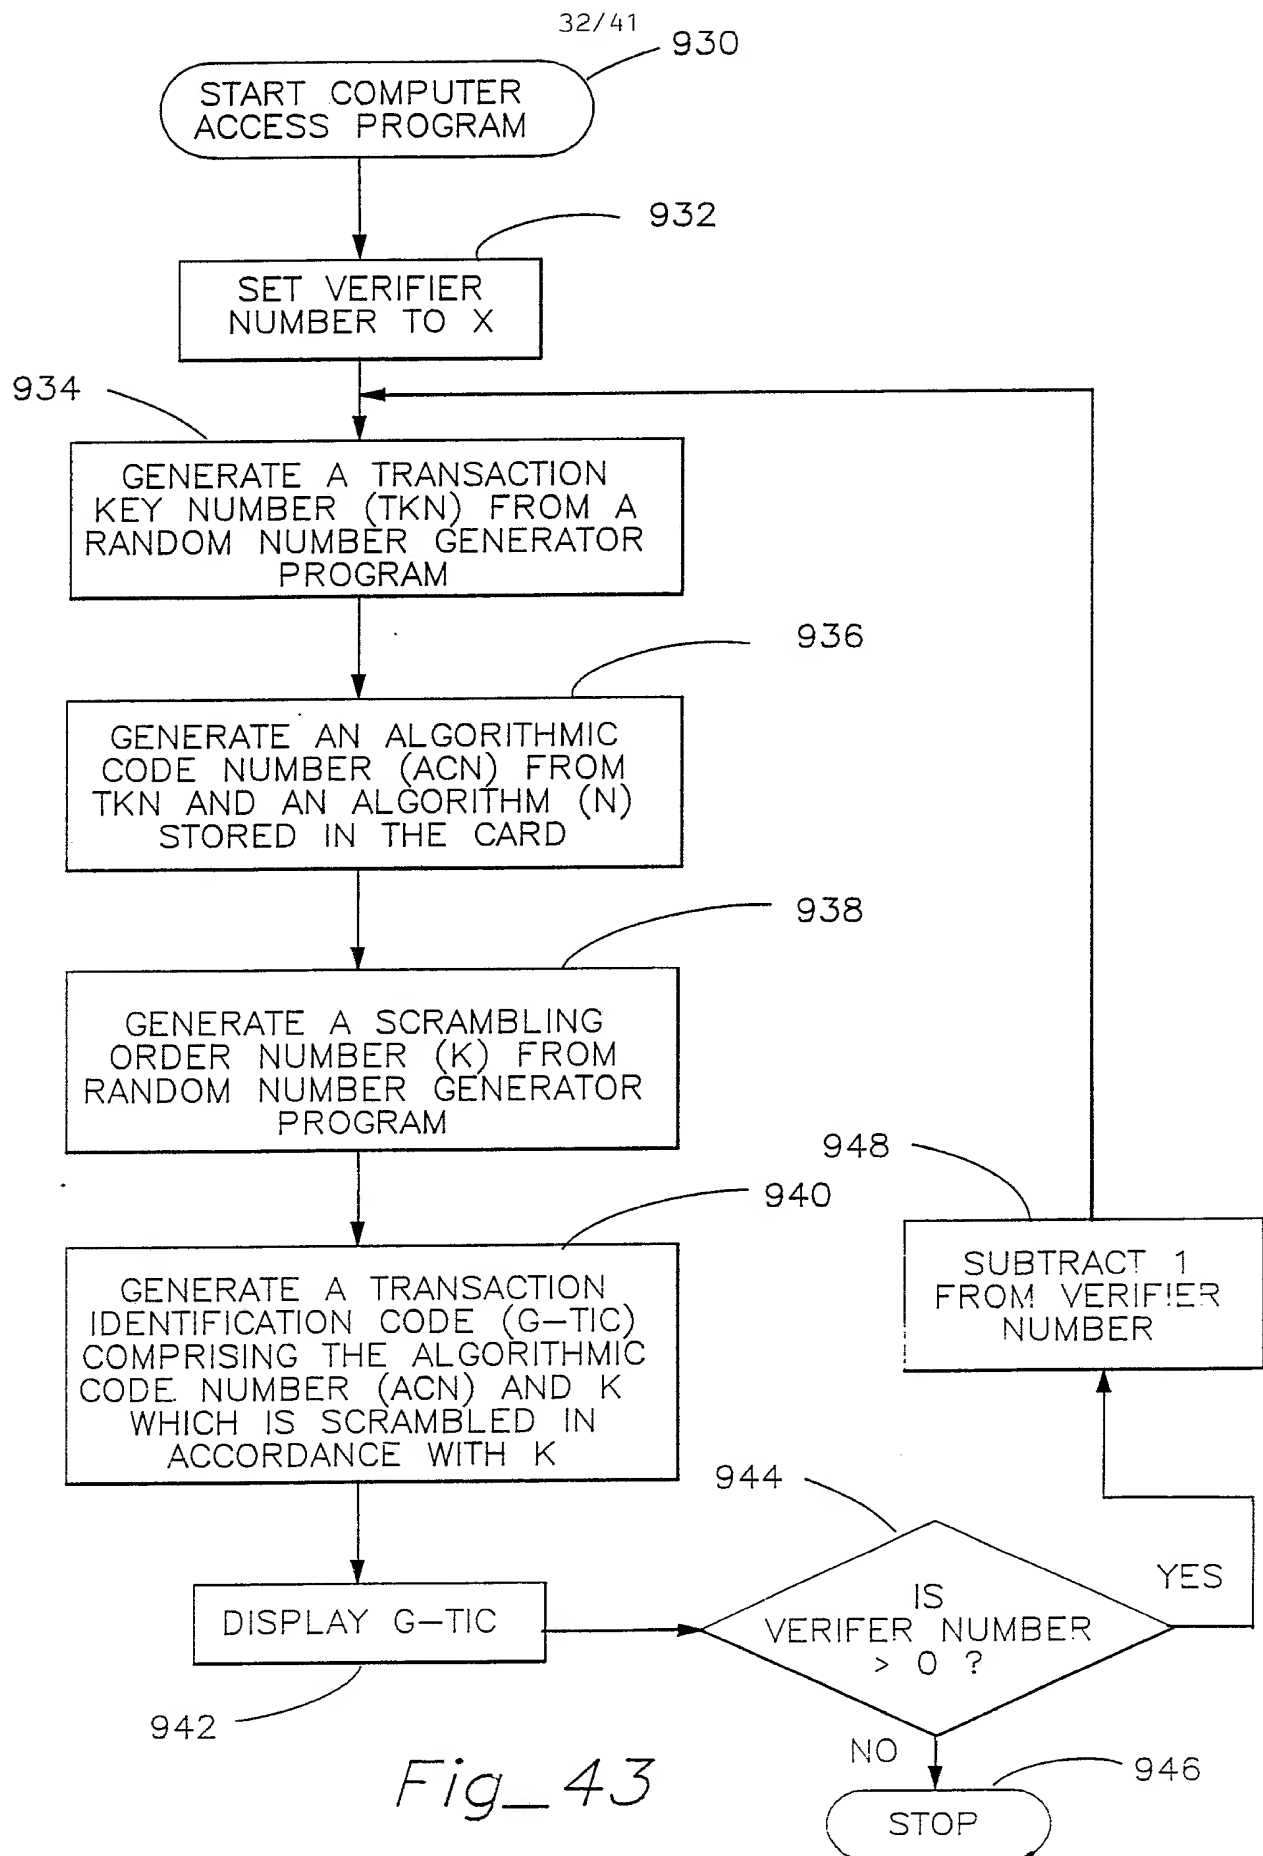 32/41
930
START COMPUTER
ACCESS PROGRAM
932
SET VERIFIER
NUMBER TO X
934
GENERATE A TRANSACTION
KEY NUMBER (TKN) FROM A
RANDOM NUMBER GENERATOR
PROGRAM
936
GENERATE AN ALGORITHMIC
CODE NUMBER (ACN) FROM
TKN AND AN ALGORITHM (N)
STORED IN THE CARD
938
GENERATE A SCRAMBLING
ORDER NUMBER (K) FROM
RANDOM NUMBER GENERATOR
PROGRAM
940
GENERATE A TRANSACTION
IDENTIFICATION CODE (G-TIC)
COMPRISING THE ALGORITHMIC
CODE NUMBER (ACN) AND K
WHICH IS SCRAMBLED IN
ACCORDANCE WITH K
948
SUBTRACT 1
FROM VERIFIER
NUMBER
942
DISPLAY G-TIC
944
IS
VERIFER NUMBER
> 0 ?
YES
NO
946
STOP
Fig_43